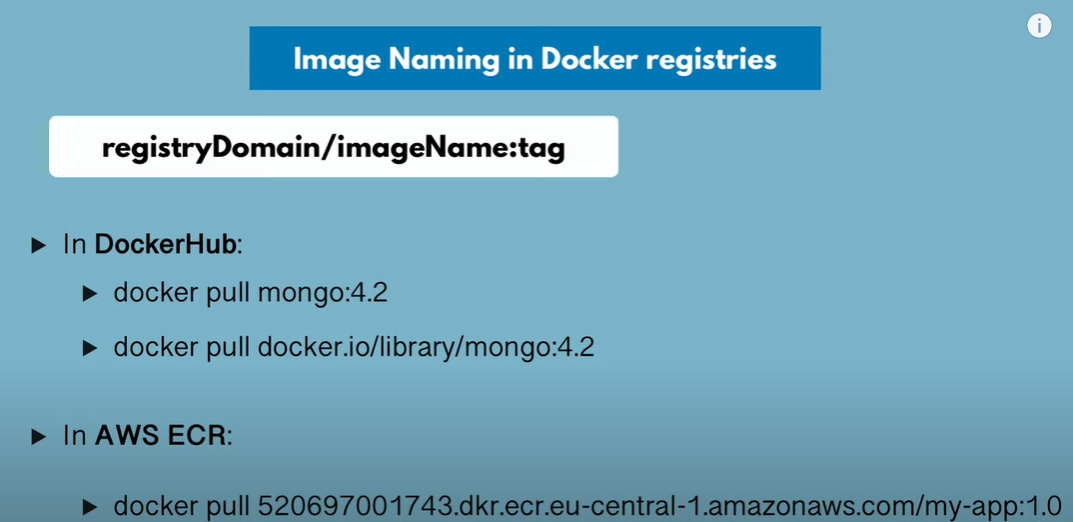 Image Naming in Docker registries
registryDomain/imageName:tag
In DockerHub:
docker pull mongo:4.2
docker pull docker.io/library/mongo:4.2
In AWS ECR:
docker pull 520697001743.dkr.ecr.eu-central-1.amazonaws.com/my-app:1.0